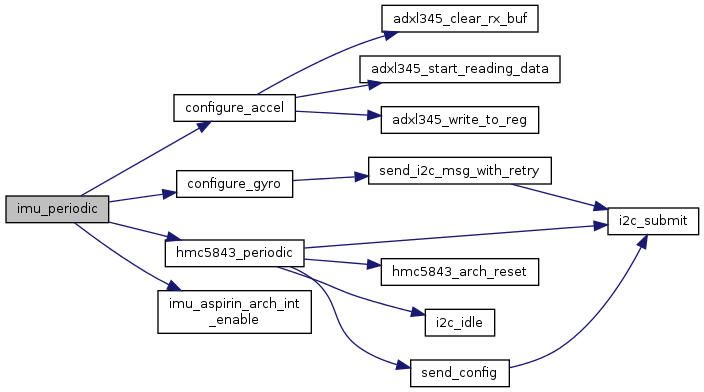 adxl345_clear_rx_buf
adxl345_start_reading_data
configure_accel
adxl345_write_to_reg
send_i2c_msg_with_retry
configure_gyro
imu_periodic
i2c_submit
hmc5843_periodic
hmc5843_arch_reset
imu_aspirin_arch_int
_enable
i2c_idle
send_config